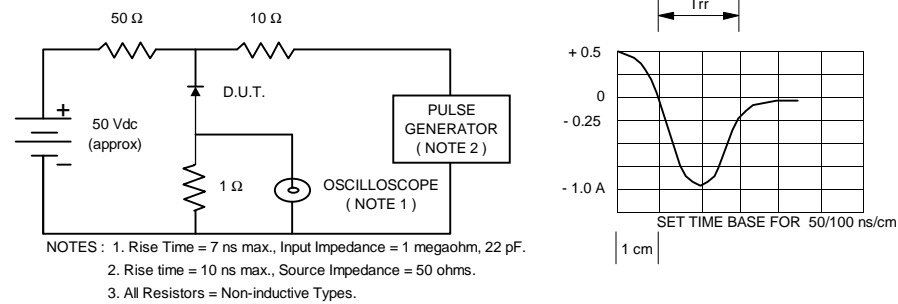 50 Ω
10 Ω
+
50 Vdc
(approx)
−
D.U.T.
1 Ω
OSCILLOSCOPE
( NOTE 1 )
PULSE
GENERATOR
( NOTE 2 )
NOTES : 1. Rise Time = 7 ns max., Input Impedance = 1 megaohm, 22 pF.
2. Rise time = 10 ns max., Source Impedance = 50 ohms.
3. All Resistors = Non-inductive Types.
Trr
+ 0.5
0
- 0.25
- 1.0 A
SET TIME BASE FOR 50/100 ns/cm
1 cm